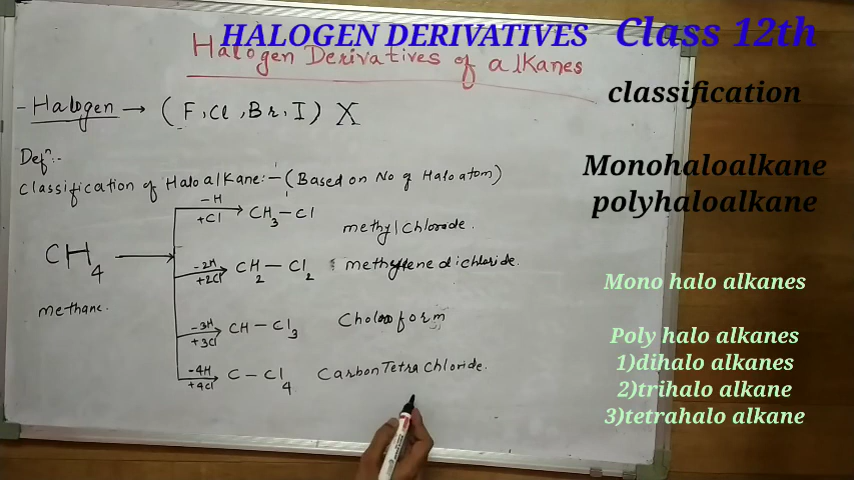 HALOGEN DERIVATIVES Class 12th
Halogen Derivatives of alkanes
classification
- Halogen → (F, Cl, Br, I) X
Defn:-
Classification of Halo alkane:- (Based on No of Halo atom)
Monohaloalkane
polyhaloalkane
-H
+Cl
CH3 - Cl
methyl Chloride.
CH4
methane.
-2H
+2Cl
CH2 - Cl2
methylene dichloride.
Mono halo alkanes
-3H
+3Cl
CH - Cl3
Poly halo alkanes
1)dihalo alkanes
2)trihalo alkane
3)tetrahalo alkane
-4H
+4Cl
C - Cl4
Carbon Tetra Chloride.